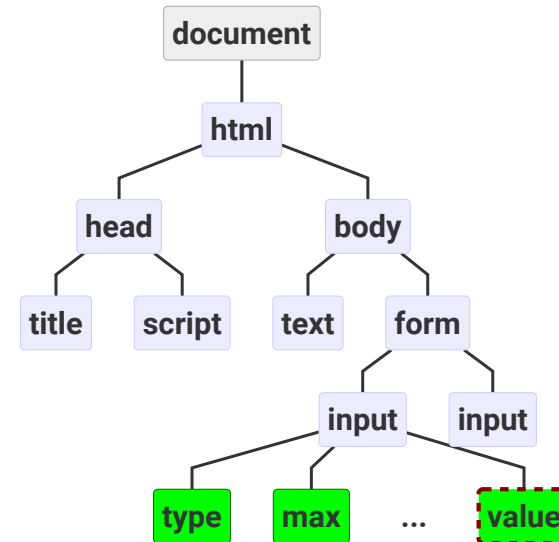 document
html
head body
title script text form
input input
type max ... value